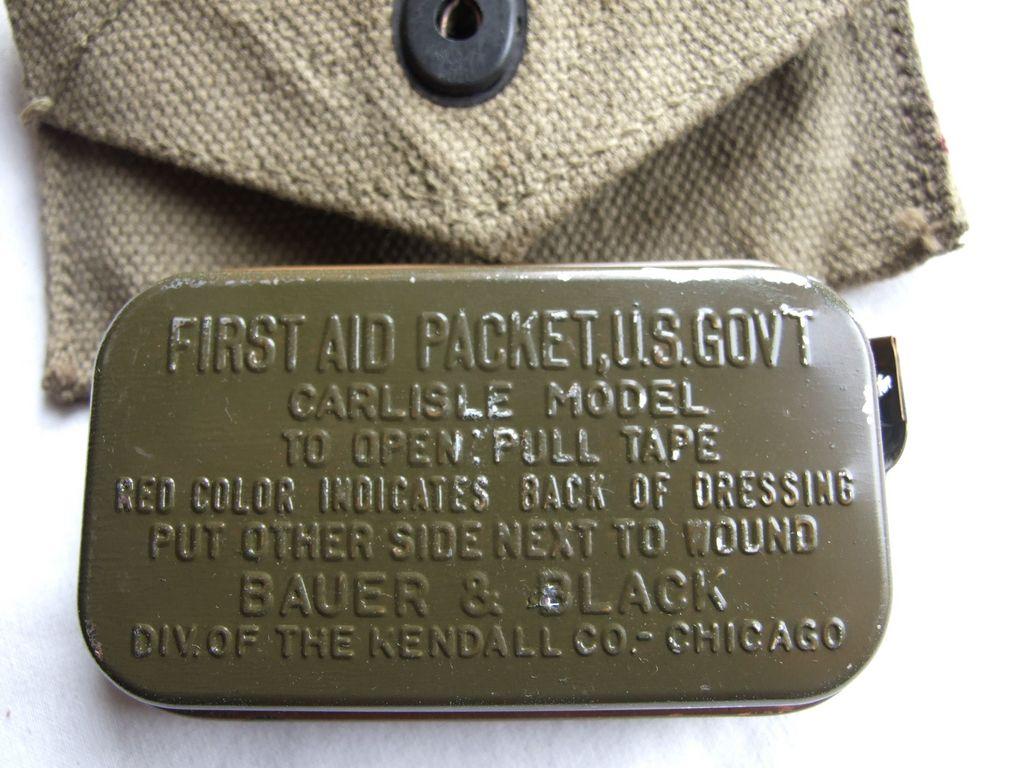 FIRST AID PACKET, U.S. GOV'T
CARLISLE MODEL
TO OPEN: PULL TAPE
RED COLOR INDICATES BACK OF DRESSING
PUT OTHER SIDE NEXT TO WOUND
BAUER & BLACK
DIV. OF THE KENDALL CO.- CHICAGO